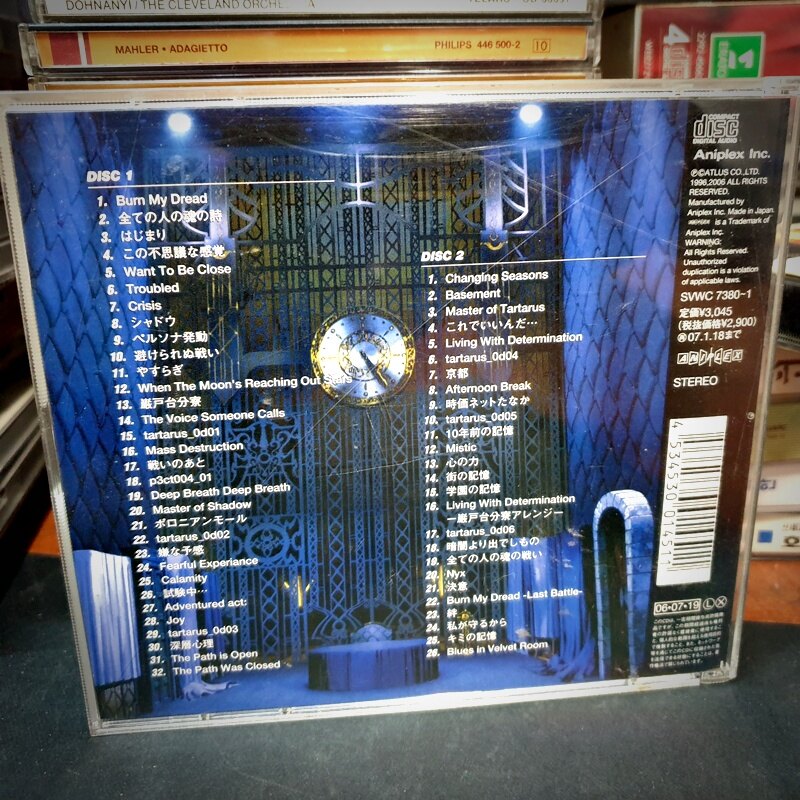 DOHNANYI / THE CLEVELAND ORCHE
MAHLER • ADAGIETTO
PHILIPS 446 500-2 10
DISC 1
1. Burn My Dread
2. 全ての人の魂の詩
3. はじまり
4. この不思議な感覚
5. Want To Be Close
6. Troubled
7. Crisis
8. シャドウ
9. ペルソナ発動
10. 避けられぬ戦い
11. やすらぎ
12. When The Moon's Reaching Out Stars
13. 巌戸台分寮
14. The Voice Someone Calls
15. tartarus_0d01
16. Mass Destruction
17. 戦いのあと
18. p3ct004_01
19. Deep Breath Deep Breath
20. Master of Shadow
21. ポロニアンモール
22. tartarus_0d02
23. 嫌な予感
24. Fearful Experiance
25. Calamity
26. 試験中…
27. Adventured act:
28. Joy
29. tartarus_0d03
30. 深層心理
31. The Path is Open
32. The Path Was Closed
DISC 2
1. Changing Seasons
2. Basement
3. Master of Tartarus
4. これでいいんだ…
5. Living With Determination
6. tartarus_0d04
7. 京都
8. Afternoon Break
9. 時価ネットたなか
10. tartarus_0d05
11. 10年前の記憶
12. Mistic
13. 心の力
14. 街の記憶
15. 学園の記憶
16. Living With Determination
ー巌戸台分寮アレンジー
17. tartarus_0d06
18. 暗闇より出でしもの
19. 全ての人の魂の戦い
20. Nyx
21. 決意
22. Burn My Dread -Last Battle-
23. 絆
24. 私が守るから
25. キミの記憶
26. Blues in Velvet Room
COMPACT
disc
DIGITAL AUDIO
Aniplex Inc.
Ⓟ©ATLUS CO.,LTD.
1996,2006 ALL RIGHTS
RESERVED.
Manufactured by
Aniplex Inc. Made in Japan.
ANIPLEX is a Trademark of
Aniplex Inc.
WARNING:
All Rights Reserved.
Unauthorized
duplication is a violation
of applicable laws.
SVWC 7380~1
定価¥3,045
(税抜価格¥2,900)
07.1.18まで
ANIPLEX
STEREO
4 534530 014511
06・07・19 L X